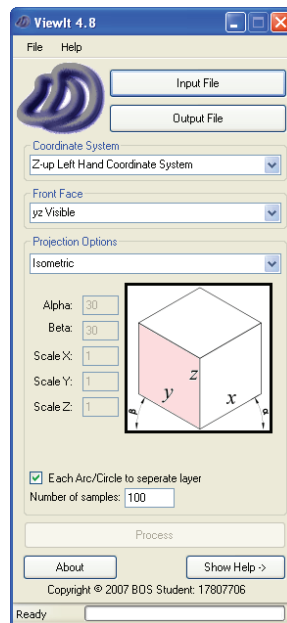 ViewIt 4.8
File Help
Input File
Output File
Coordinate System
Z-up Left Hand Coordinate System
Front Face
yz Visible
Projection Options
Isometric
Alpha: 30
Beta: 30
Scale X: 1
Scale Y: 1
Scale Z: 1
z
y x
β α
Each Arc/Circle to seperate layer
Number of samples: 100
Process
About Show Help ->
Copyright © 2007 BOS Student: 17807706
Ready